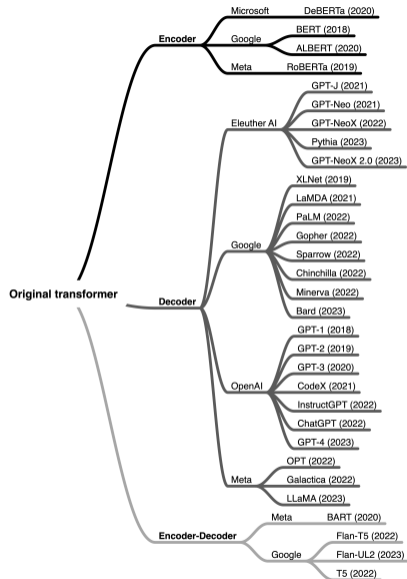 Microsoft
DeBERTa (2020)
Encoder
Google
BERT (2018)
ALBERT (2020)
Meta
RoBERTa (2019)
Eleuther AI
GPT-J (2021)
GPT-Neo (2021)
GPT-NeoX (2022)
Pythia (2023)
GPT-NeoX 2.0 (2023)
Original transformer
Decoder
Google
XLNet (2019)
LaMDA (2021)
PaLM (2022)
Gopher (2022)
Sparrow (2022)
Chinchilla (2022)
Minerva (2022)
Bard (2023)
OpenAI
GPT-1 (2018)
GPT-2 (2019)
GPT-3 (2020)
CodeX (2021)
InstructGPT (2022)
ChatGPT (2022)
GPT-4 (2023)
Meta
OPT (2022)
Galactica (2022)
LLaMA (2023)
Encoder-Decoder
Meta
BART (2020)
Google
Flan-T5 (2022)
Flan-UL2 (2023)
T5 (2022)